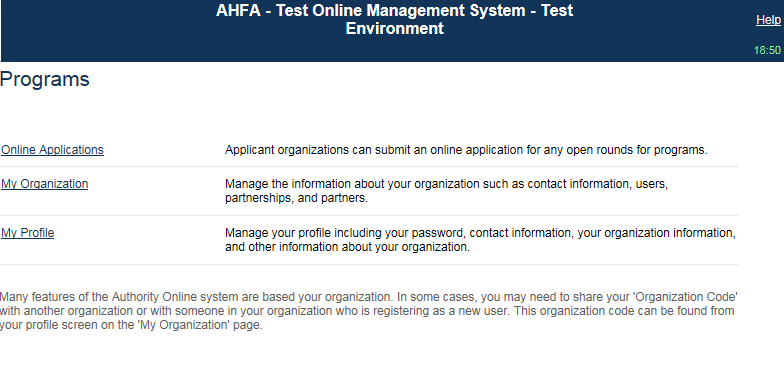 AHFA - Test Online Management System - Test
Environment
Help
18:50
Programs
Online Applications
Applicant organizations can submit an online application for any open rounds for programs.
My Organization
Manage the information about your organization such as contact information, users,
partnerships, and partners.
My Profile
Manage your profile including your password, contact information, your organization information,
and other information about your organization.
Many features of the Authority Online system are based your organization. In some cases, you may need to share your 'Organization Code'
with another organization or with someone in your organization who is registering as a new user. This organization code can be found from
your profile screen on the 'My Organization' page.